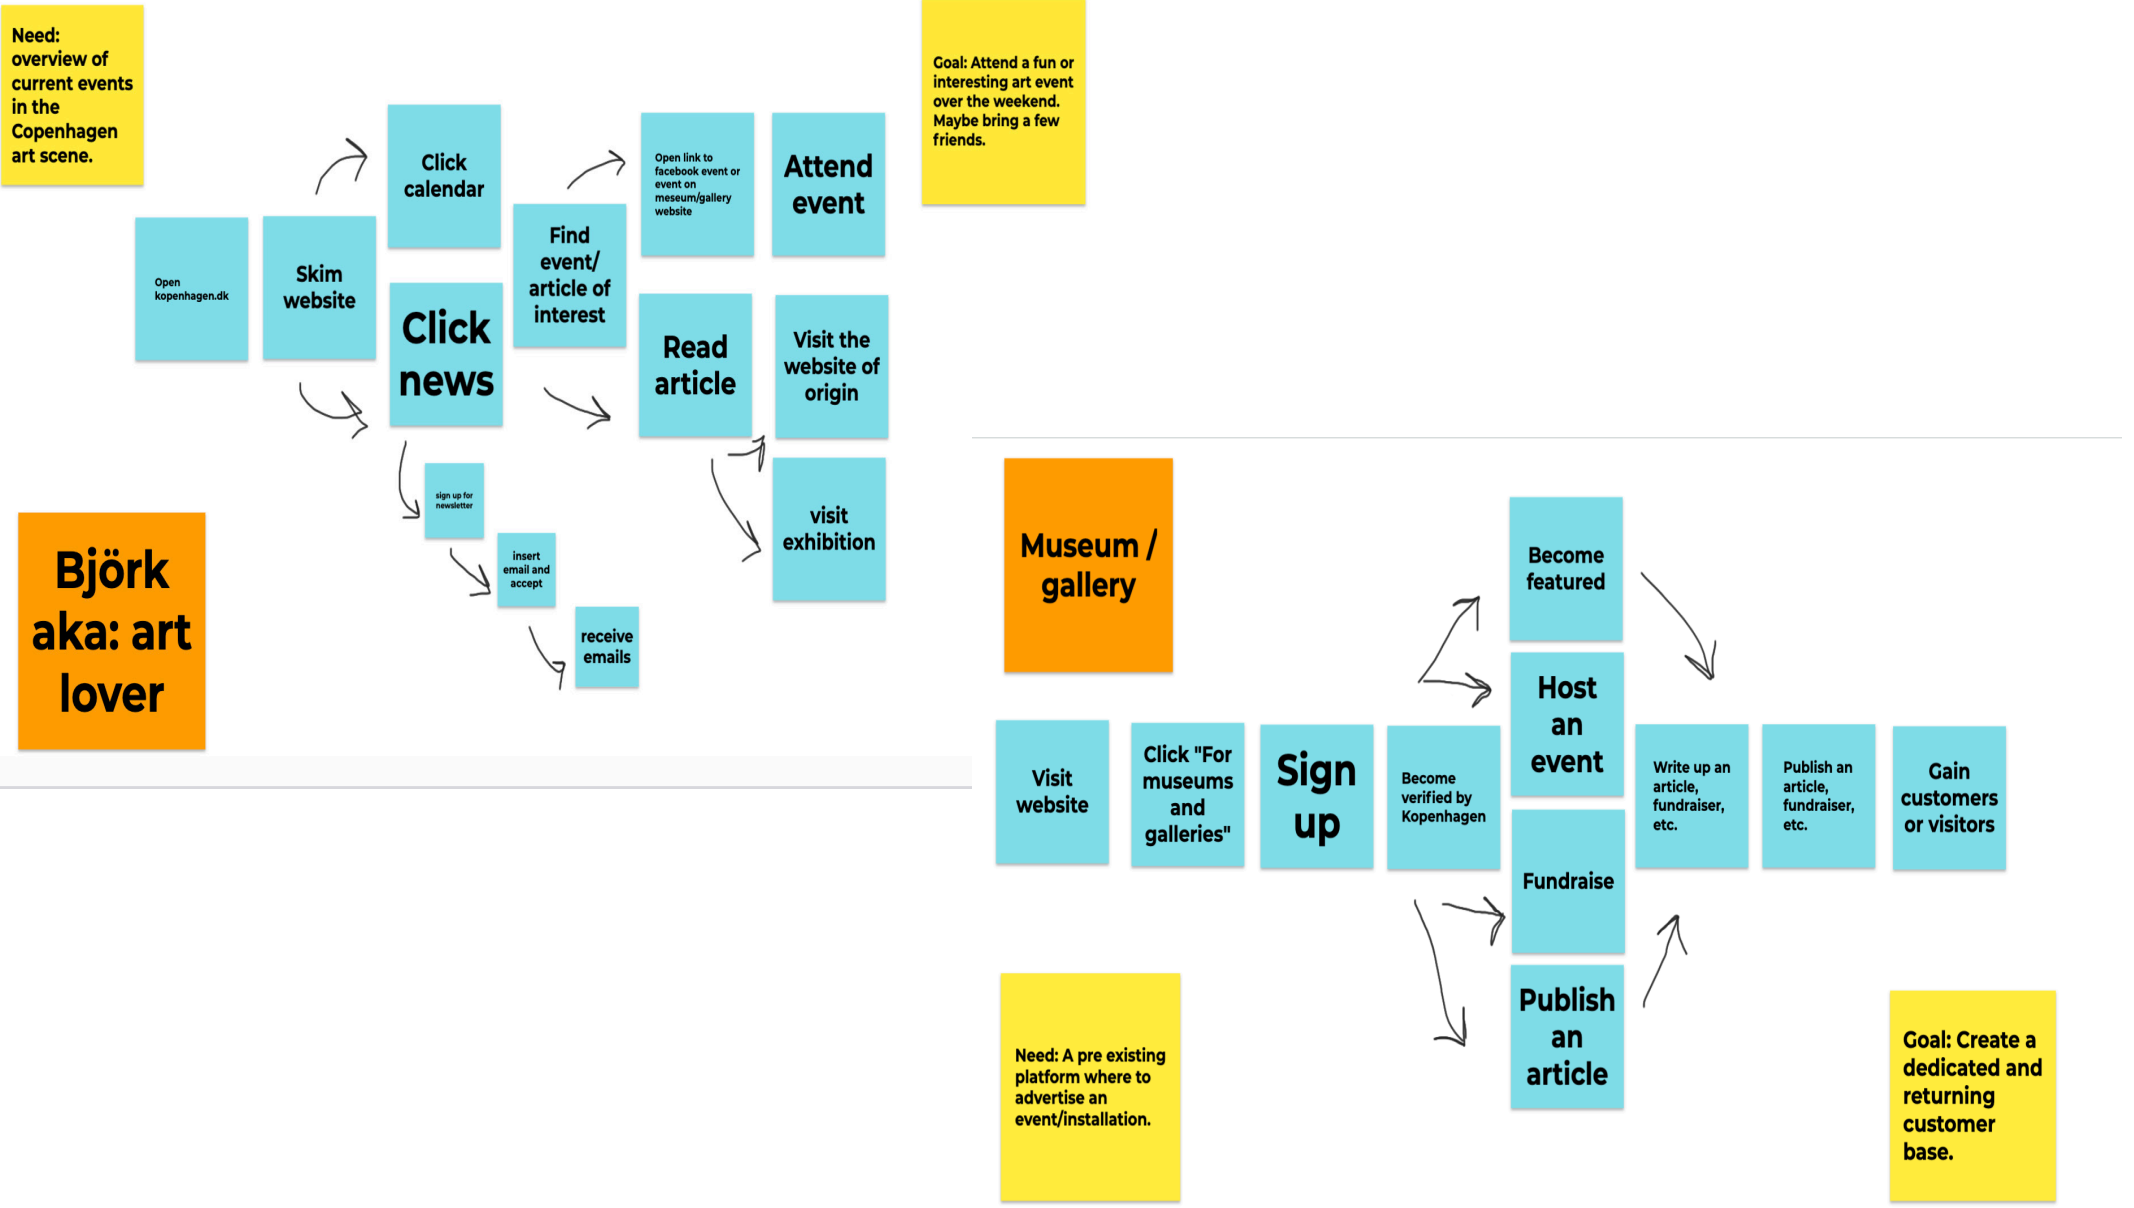 Need:
overview of
current events
in the
Copenhagen
art scene.
Goal: Attend a fun or
interesting art event
over the weekend.
Maybe bring a few
friends.
Open
kopenhagen.dk
Skim
website
Click
calendar
Click
news
Find
event/
article of
interest
Open link to
facebook event or
event on
meseum/gallery
website
Attend
event
Read
article
Visit the
website of
origin
visit
exhibition
sign up for
newsletter
insert
email and
accept
receive
emails
Björk
aka: art
lover
Museum /
gallery
Visit
website
Click "For
museums
and
galleries"
Sign
up
Become
verified by
Kopenhagen
Become
featured
Host
an
event
Fundraise
Publish
an
article
Write up an
article,
fundraiser,
etc.
Publish an
article,
fundraiser,
etc.
Gain
customers
or visitors
Need: A pre existing
platform where to
advertise an
event/installation.
Goal: Create a
dedicated and
returning
customer
base.